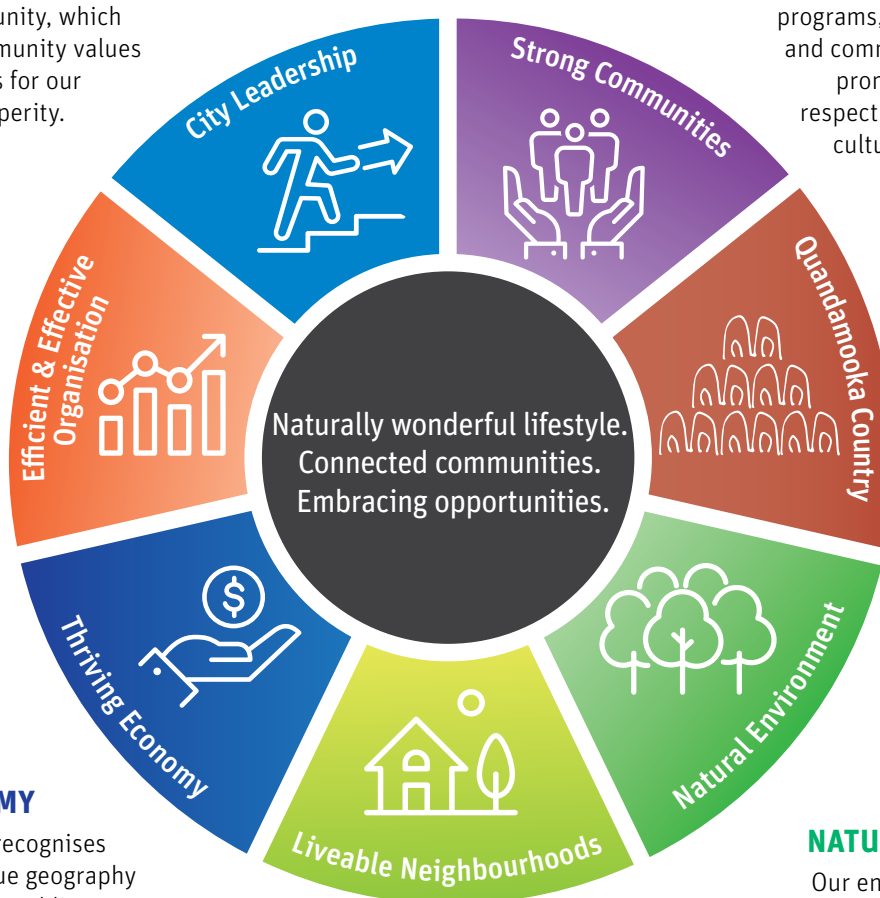 unity, which
munity values
s for our
perity.
programs,
and comm
pron
respect
cultu
City Leadership
Strong Communities
Quandamooka Country
Efficient & Effective
Organisation
Naturally wonderful lifestyle.
Connected communities.
Embracing opportunities.
Thriving Economy
Liveable Neighbourhoods
Natural Environment
$
MY
recognises
ue geography
NATU
Our en